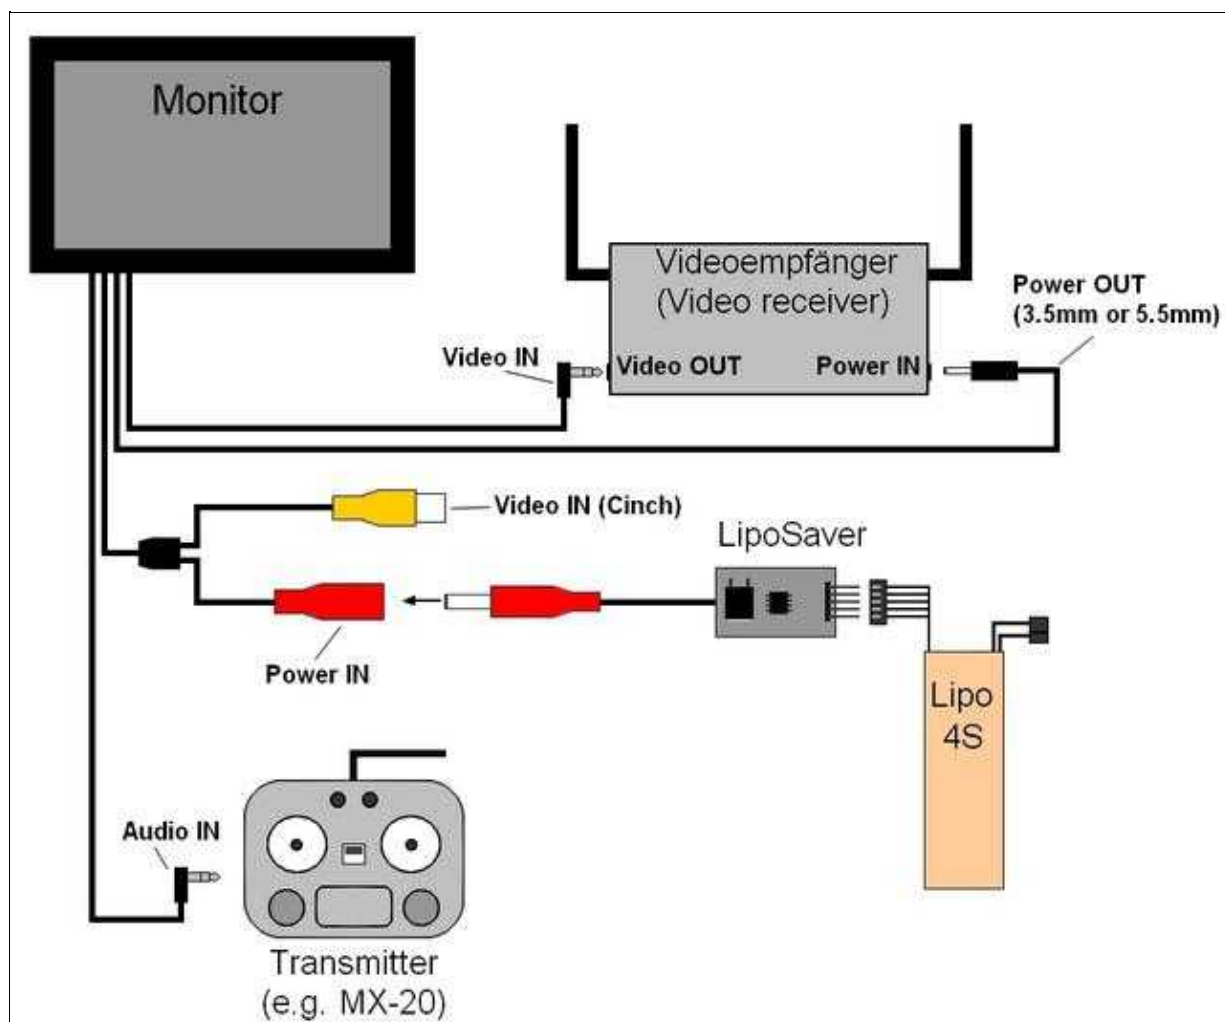 Monitor
Videoempfänger
(Video receiver)
Power OUT
(3.5mm or 5.5mm)
Video IN
Video OUT
Power IN
Video IN (Cinch)
LipoSaver
Power IN
Lipo
4S
Audio IN
Transmitter
(e.g. MX-20)